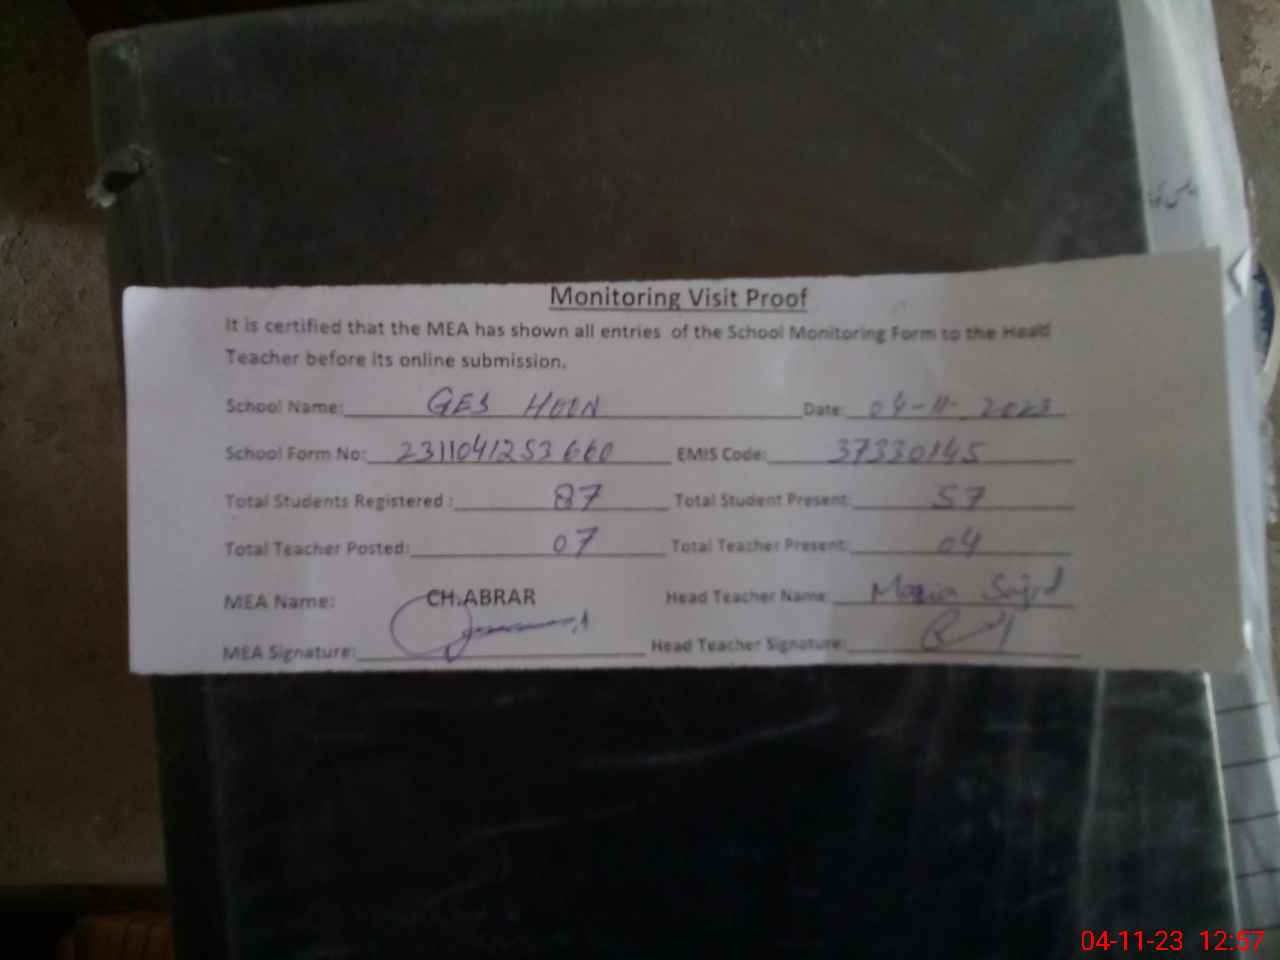 Monitoring Visit Proof
It is certified that the MEA has shown all entries of the School Monitoring Form to the Head
Teacher before its online submission.
School Name: GES HOON Date: 04-11-2023
School Form No: 2311041253660 EMIS Code: 37330145
Total Students Registered : 87 Total Student Present: 57
Total Teacher Posted: 07 Total Teacher Present: 04
MEA Name: CH.ABRAR Head Teacher Name: Maria Sajid
MEA Signature: Head Teacher Signature:
04-11-23 12:57